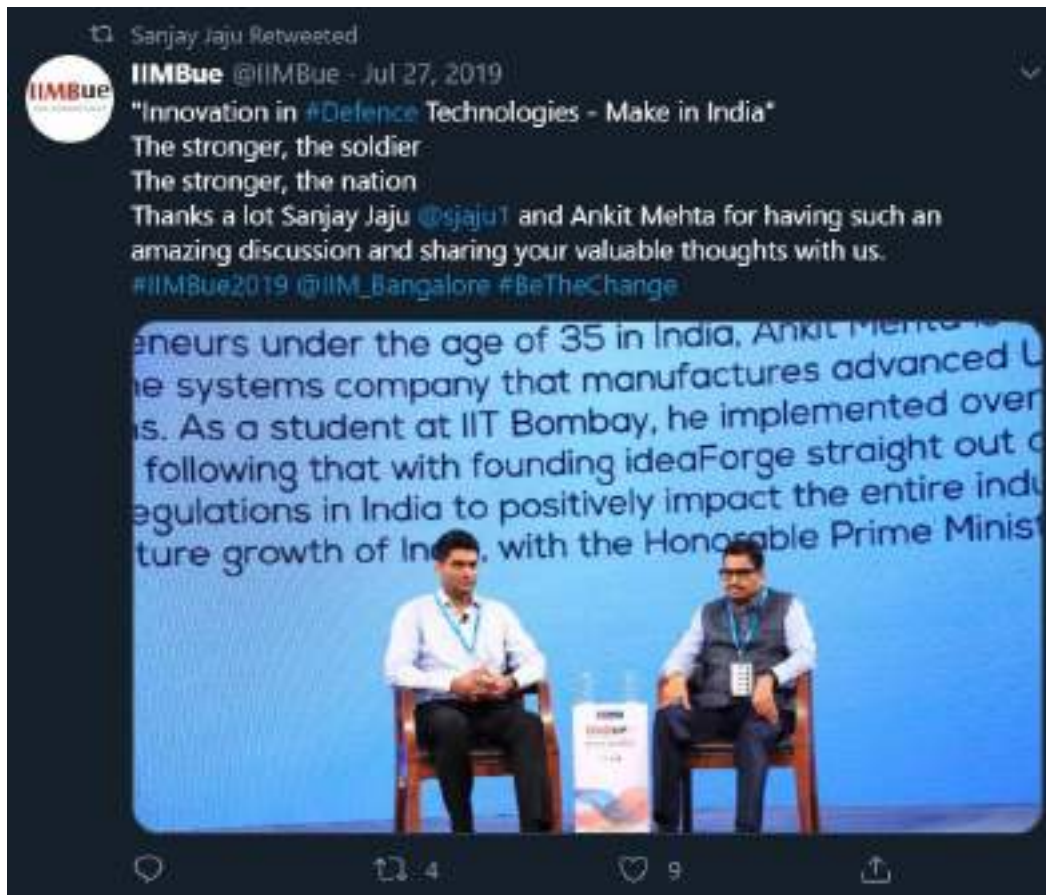 Sanjay Jaju Retweeted
IIMBue @IIMBue - Jul 27, 2019
IIMBue
"Innovation in #Defence Technologies - Make in India"
The stronger, the soldier
The stronger, the nation
Thanks a lot Sanjay Jaju @sjaju1 and Ankit Mehta for having such an
amazing discussion and sharing your valuable thoughts with us.
#IIMBue2019 @IIM_Bangalore #BeTheChange
eneurs under the age of 35 in India, Ankit Mehta
e systems company that manufactures advanced U
s. As a student at IIT Bombay, he implemented over
following that with founding ideaForge straight out o
egulations in India to positively impact the entire indu
ture growth of In , with the Honorable Prime Minist
4
9